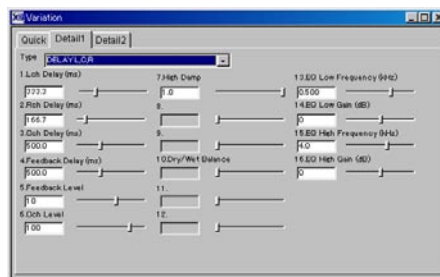 Variation
Quick Detail1 Detail2
Type DELAY L,C,R
1.Lch Delay (ms)
2.Rch Delay (ms)
166.7
3.Cch Delay (ms)
500.0
4.Feedback Delay (ms)
500.0
5.Feedback Level
10
6.Cch Level
100
7.High Damp
1.0
8.
9.
10.Dry/Wet Balance
11.
12.
13.EQ Low Frequency (kHz)
0.500
14.EQ Low Gain (dB)
0
15.EQ High Frequency (kHz)
4.0
16.EQ High Gain (dB)
0